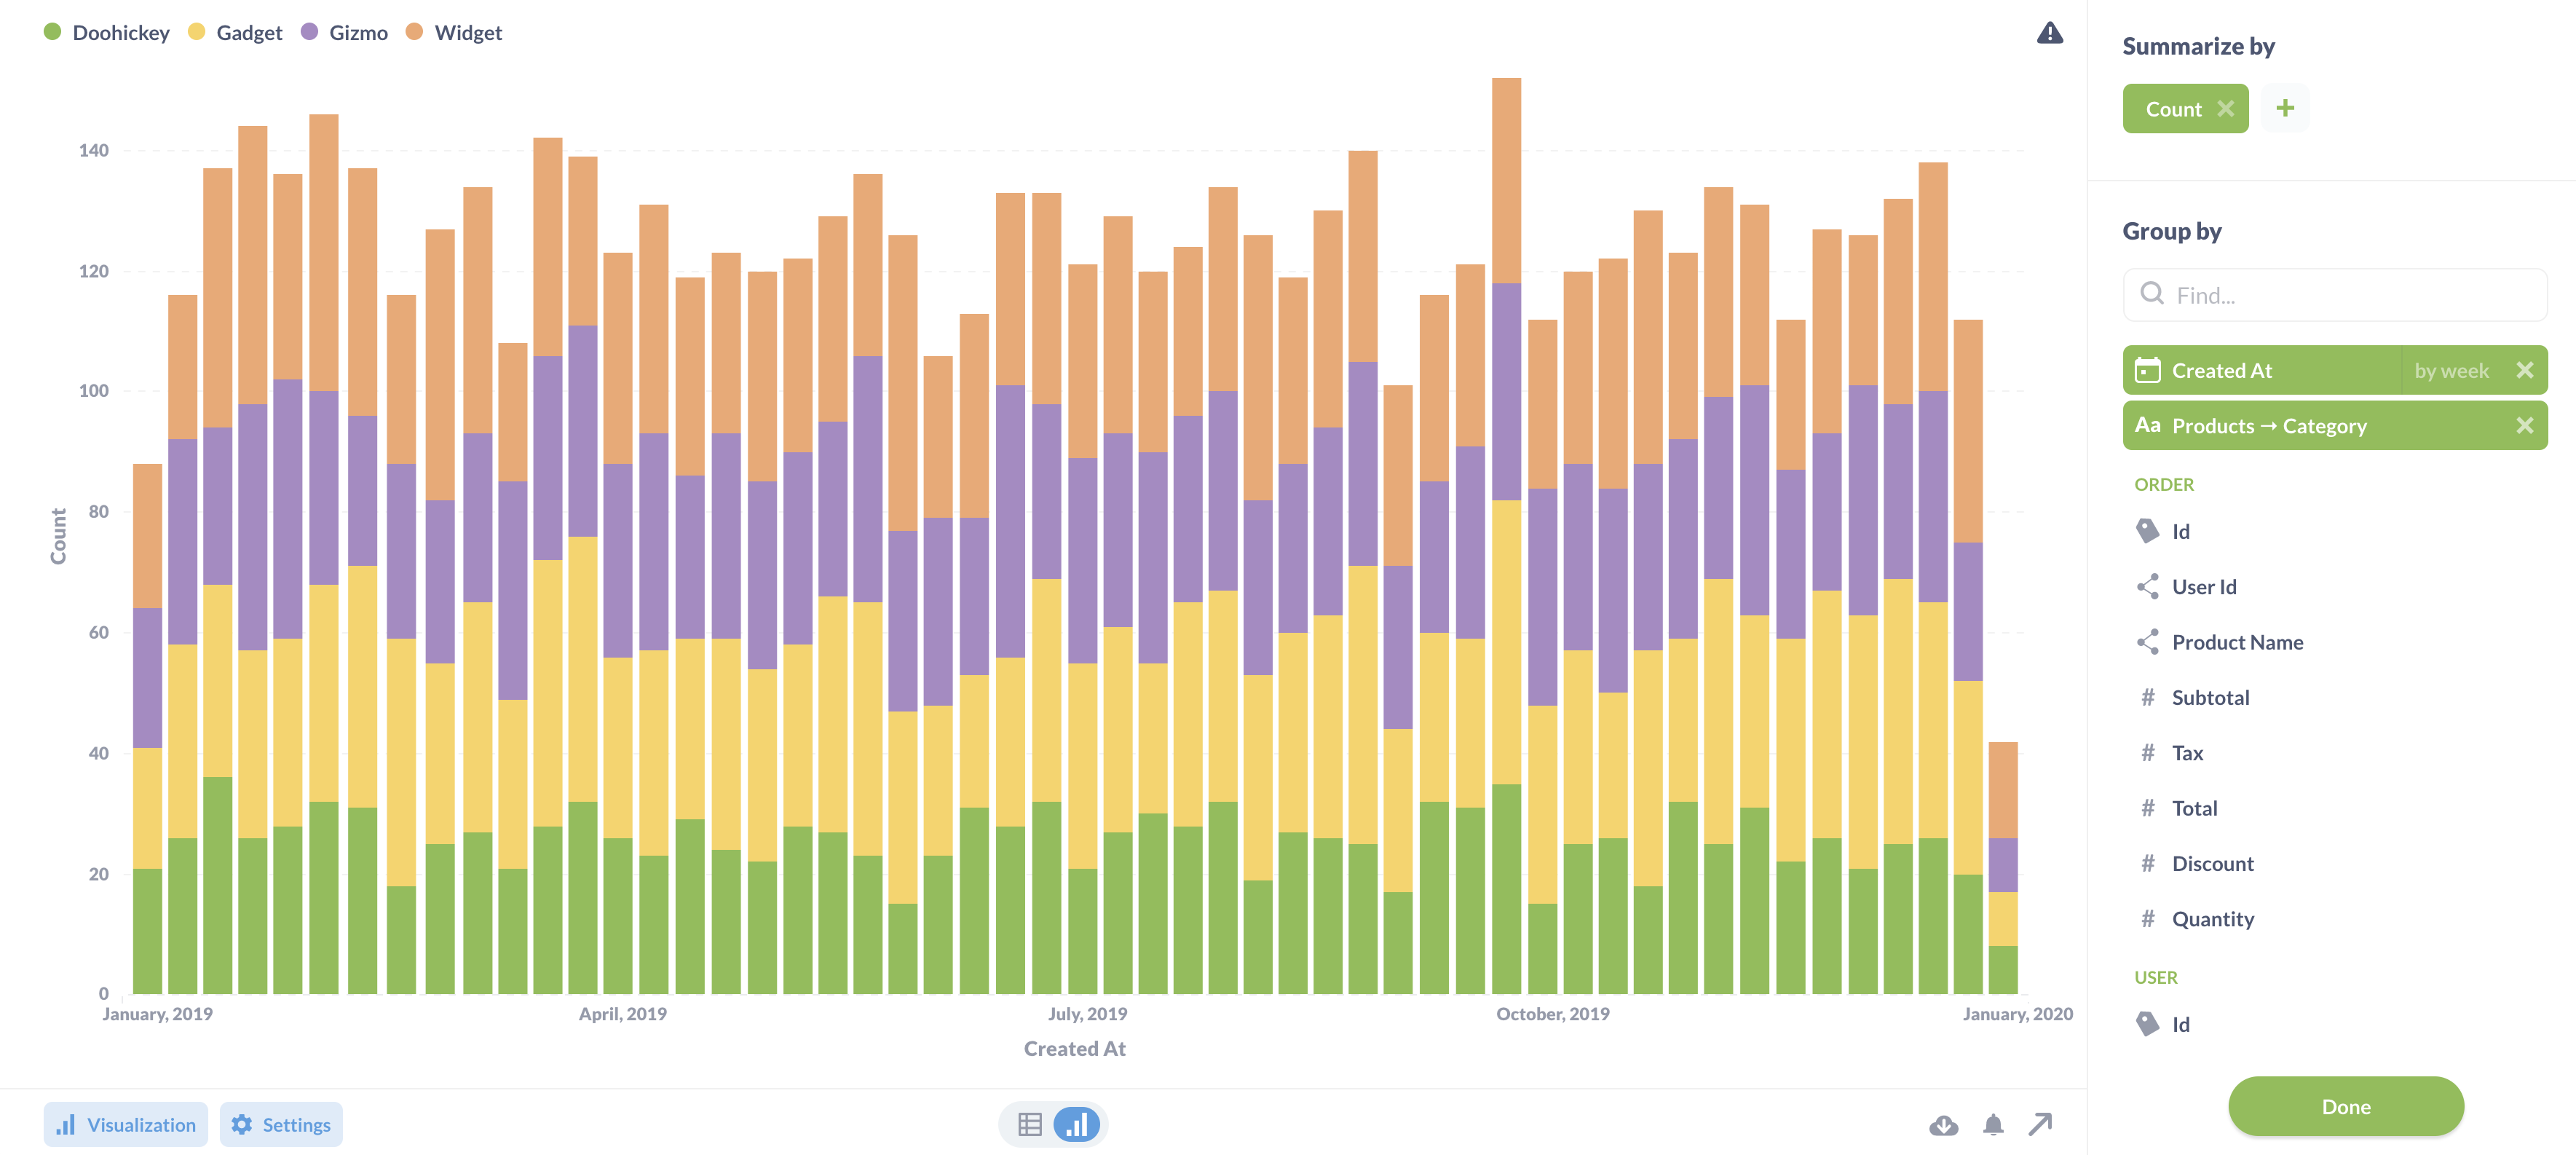 Doohickey Gadget Gizmo Widget
140
120
100
80
60
40
20
0
Count
January, 2019 April, 2019 July, 2019 October, 2019 January, 2020
Created At
Visualization Settings
Summarize by
Count
Group by
Find...
Created At by week
Aa Products → Category
ORDER
Id
User Id
Product Name
# Subtotal
# Tax
# Total
# Discount
# Quantity
USER
Id
Done